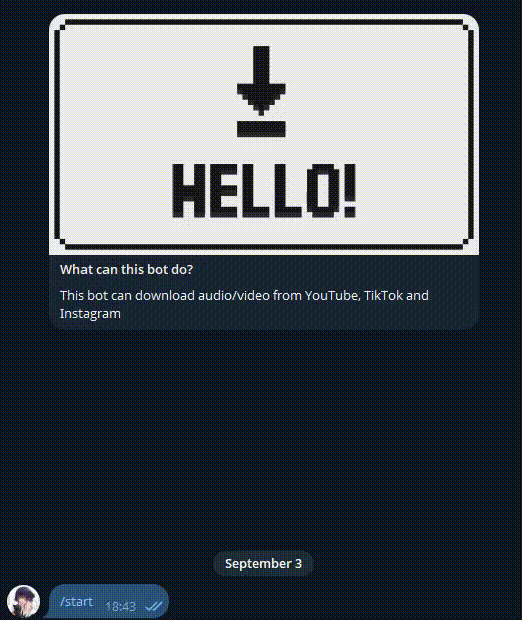 HELLO!
What can this bot do?
This bot can download audio/video from YouTube, TikTok and
Instagram
September 3
/start 18:43